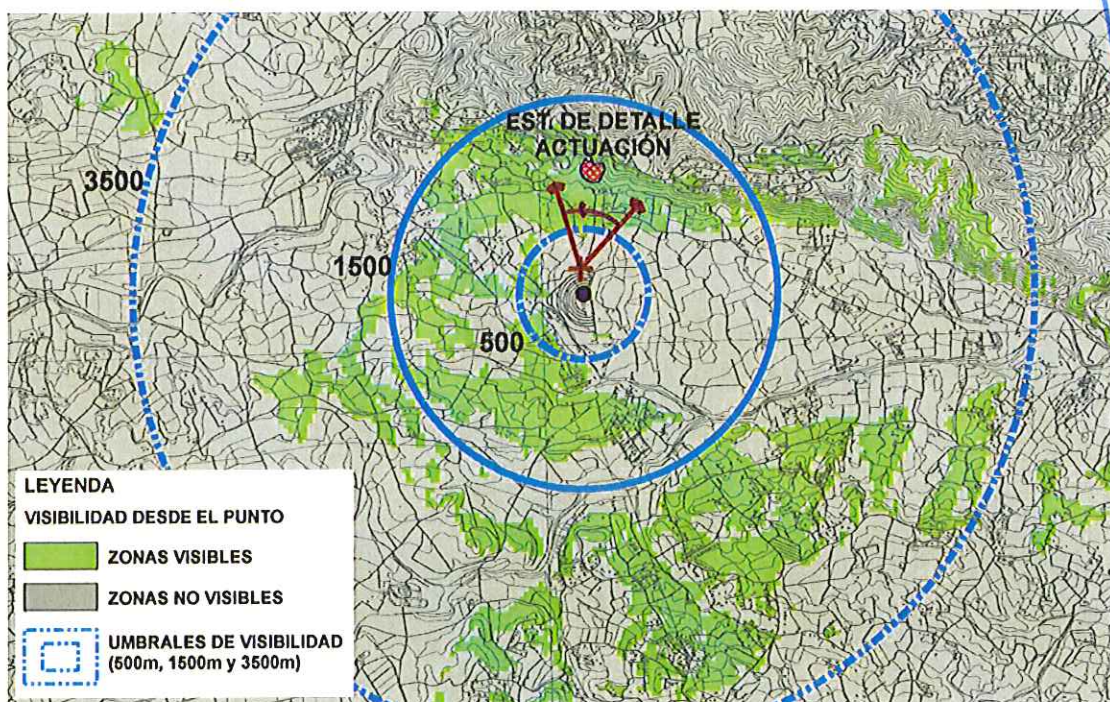 EST. DE DETALLE
ACTUACIÓN
3500
1500
500
LEYENDA
VISIBILIDAD DESDE EL PUNTO
ZONAS VISIBLES
ZONAS NO VISIBLES
UMBRALES DE VISIBILIDAD
(500m, 1500m y 3500m)